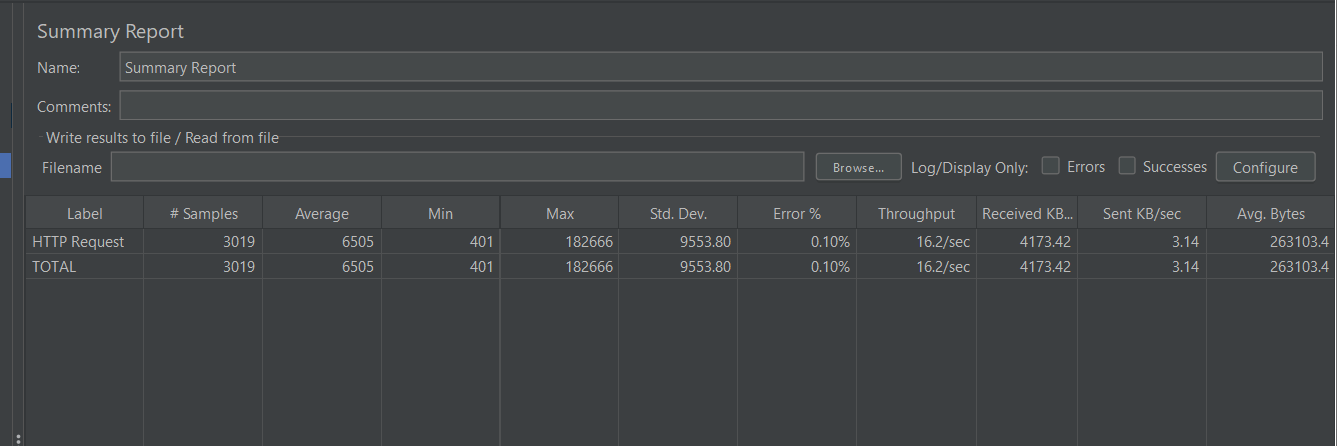 Summary Report
Name: Summary Report
Comments:
Write results to file / Read from file
Filename Browse... Log/Display Only: Errors Successes Configure
Label # Samples Average Min Max Std. Dev. Error % Throughput Received KB... Sent KB/sec Avg. Bytes
HTTP Request 3019 6505 401 182666 9553.80 0.10% 16.2/sec 4173.42 3.14 263103.4
TOTAL 3019 6505 401 182666 9553.80 0.10% 16.2/sec 4173.42 3.14 263103.4